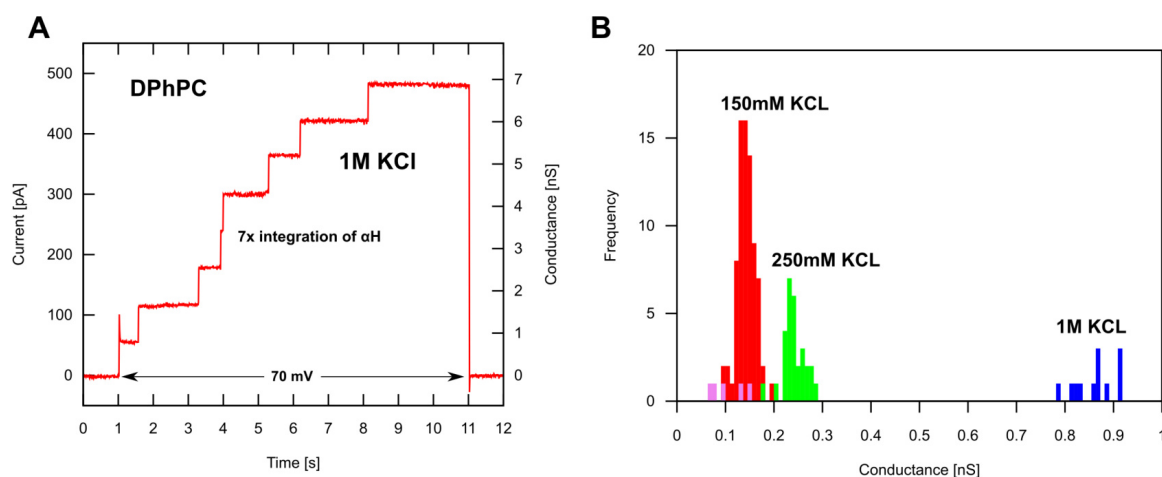 A
DPhPC
1M KCl
7x integration of αH
70 mV
Current [pA]
500
400
300
200
100
0
Conductance [nS]
7
6
5
4
3
2
1
0
0 1 2 3 4 5 6 7 8 9 10 11 12
Time [s]
B
150mM KCL
250mM KCL
1M KCL
Frequency
20
15
10
5
0
0 0.1 0.2 0.3 0.4 0.5 0.6 0.7 0.8 0.9 1
Conductance [nS]